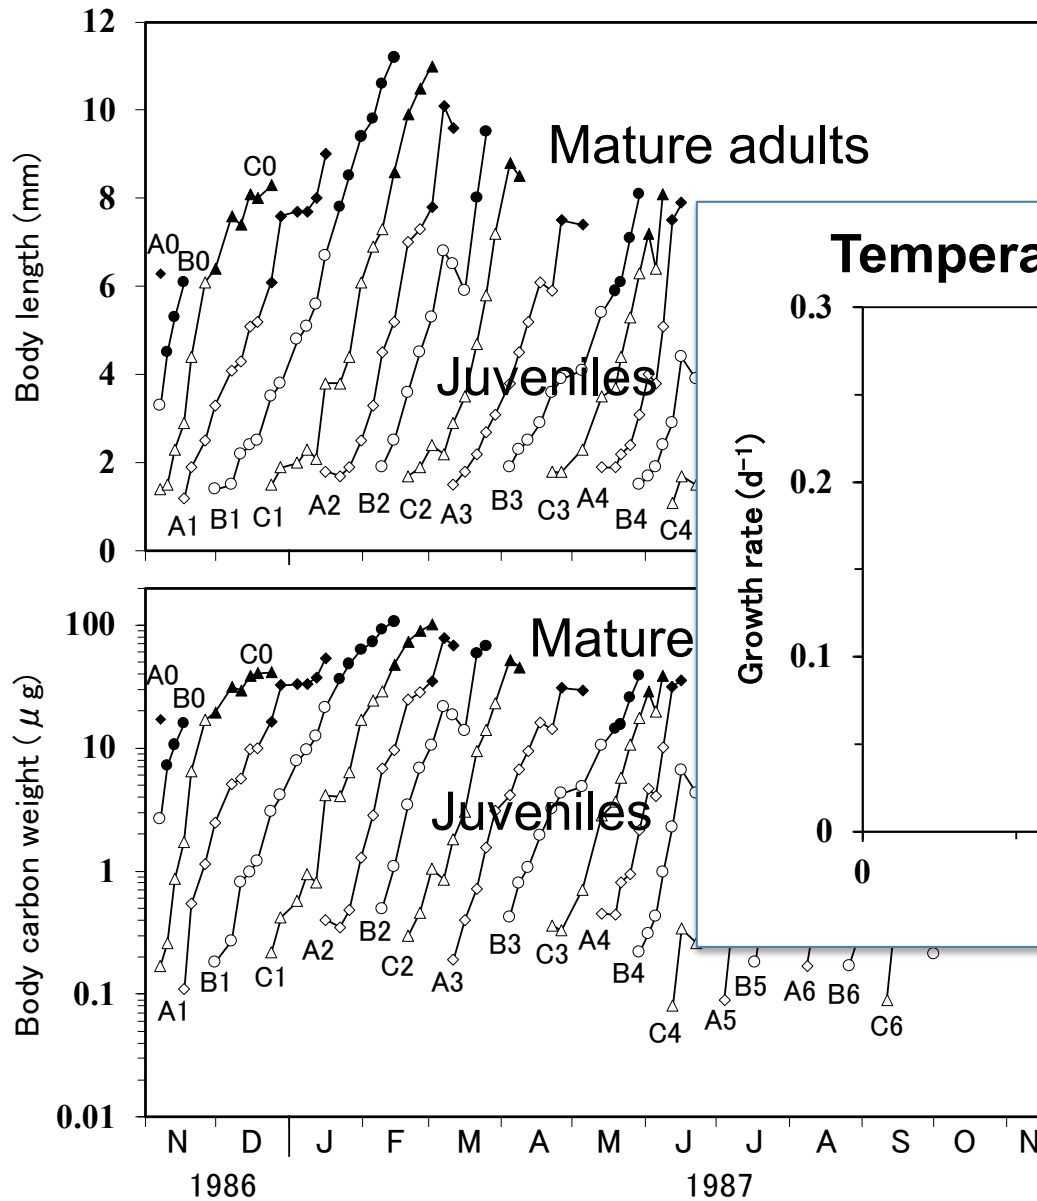 12
10
8
6
4
2
0
Body length (mm)
Mature adults
Juveniles
A0
B0
C0
A1
B1
C1
A2
B2
C2
A3
B3
C3
A4
B4
C4
Tempera
0.3
0.2
0.1
0
0
Growth rate (d⁻¹)
100
10
1
0.1
0.01
Body carbon weight (μg)
Mature
Juveniles
A0
B0
C0
A1
B1
C1
A2
B2
C2
A3
B3
C3
A4
B4
C4
A5
B5
A6
B6
C6
N D J F M A M J J A S O N
1986 1987